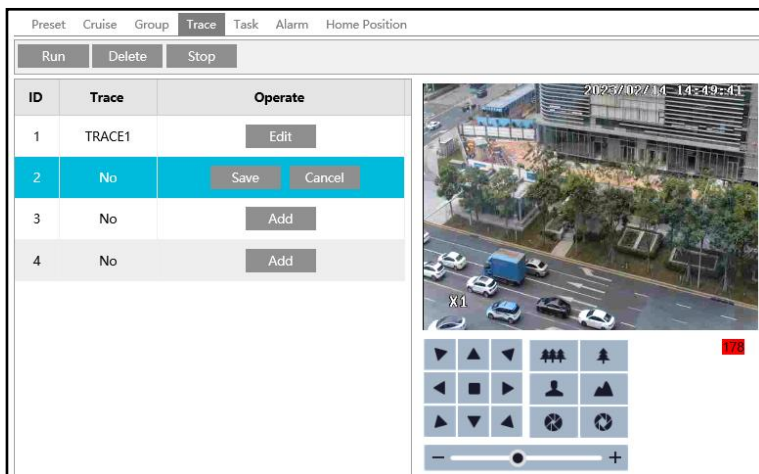 Preset Cruise Group Trace Task Alarm Home Position
Run Delete Stop
ID Trace Operate
1 TRACE1 Edit
2 No Save Cancel
3 No Add
4 No Add
2023/02/14 14:49:41
X1
178